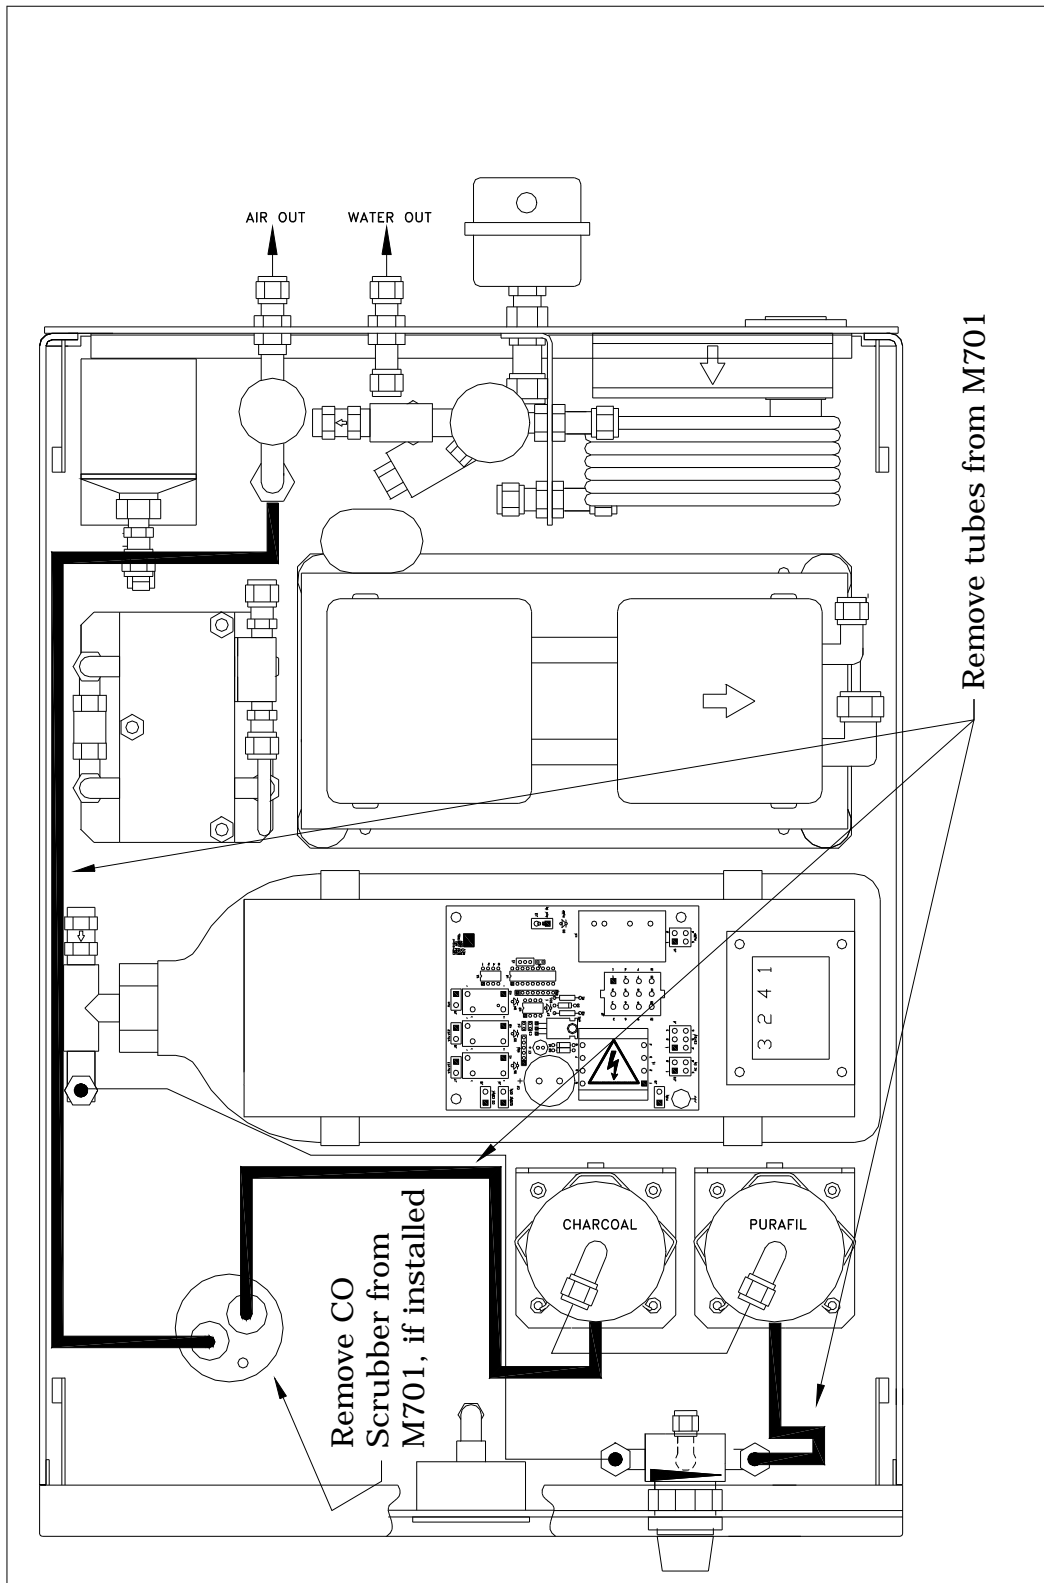 AIR OUT
WATER OUT
Remove tubes from M701
3 2 4 1
CHARCOAL
PURAFIL
Remove CO
Scrubber from
M701, if installed